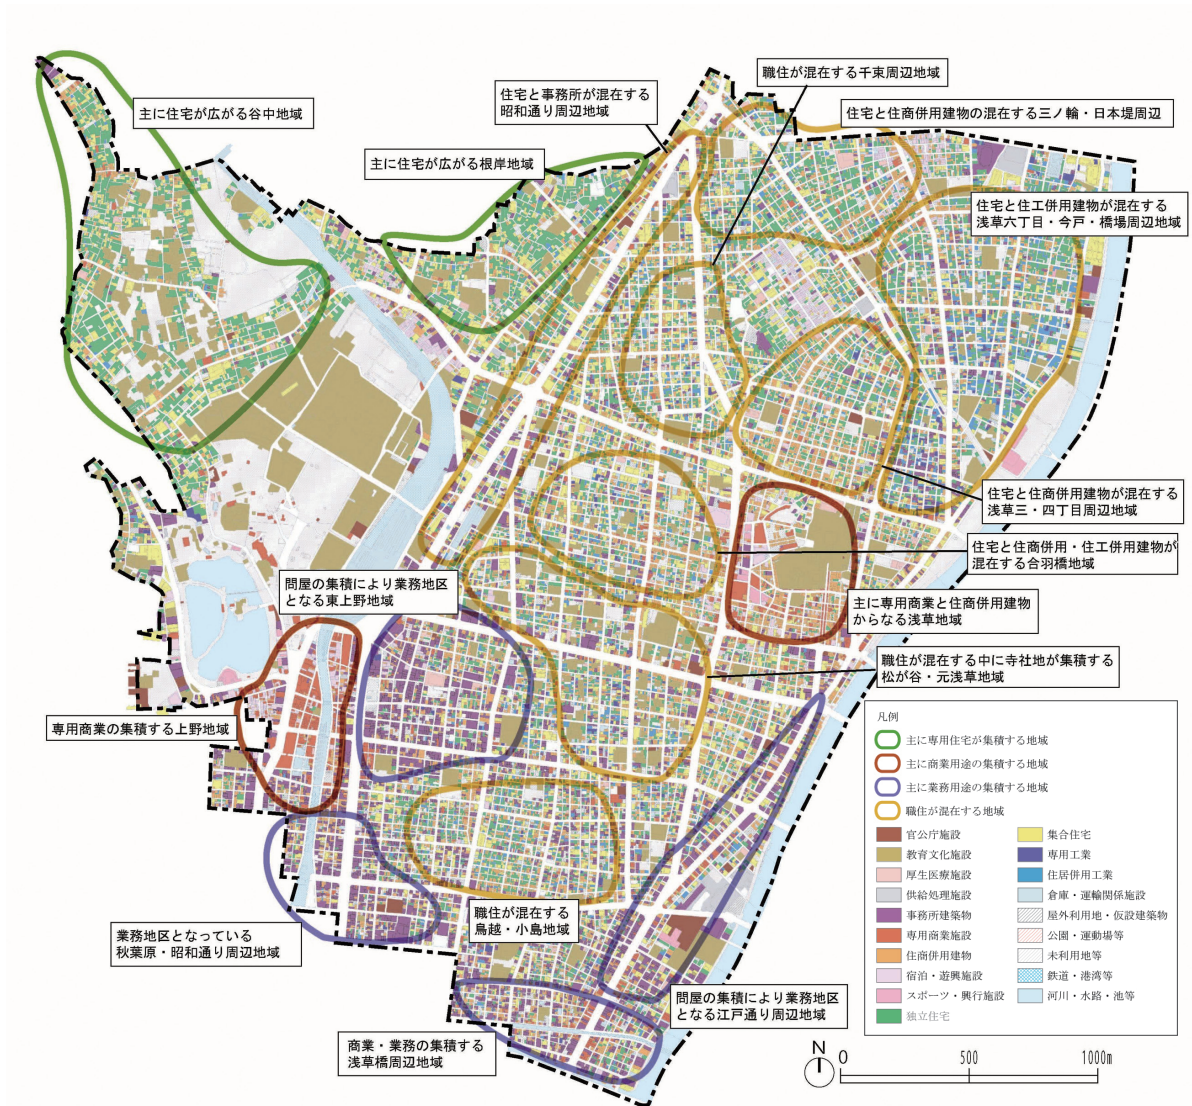 職住が混在する千束周辺地域
住宅と事務所が混在する
昭和通り周辺地域
主に住宅が広がる谷中地域
住宅と住商併用建物の混在する三ノ輪・日本堤周辺
主に住宅が広がる根岸地域
住宅と住工併用建物が混在する
浅草六丁目・今戸・橋場周辺地域
住宅と住商併用建物が混在する
浅草三・四丁目周辺地域
住宅と住商併用・住工併用建物が
混在する合羽橋地域
問屋の集積により業務地区
となる東上野地域
主に専用商業と住商併用建物
からなる浅草地域
職住が混在する中に寺社地が集積する
松が谷・元浅草地域
専用商業の集積する上野地域
職住が混在する
鳥越・小島地域
業務地区となっている
秋葉原・昭和通り周辺地域
問屋の集積により業務地区
となる江戸通り周辺地域
商業・業務の集積する
浅草橋周辺地域
凡例
主に専用住宅が集積する地域
主に商業用途の集積する地域
主に業務用途の集積する地域
職住が混在する地域
官公庁施設
教育文化施設
厚生医療施設
供給処理施設
事務所建築物
専用商業施設
住商併用建物
宿泊・遊興施設
スポーツ・興行施設
独立住宅
集合住宅
専用工業
住居併用工業
倉庫・運輸関係施設
屋外利用地・仮設建築物
公園・運動場等
未利用地等
鉄道・港湾等
河川・水路・池等
N
0
500
1000m